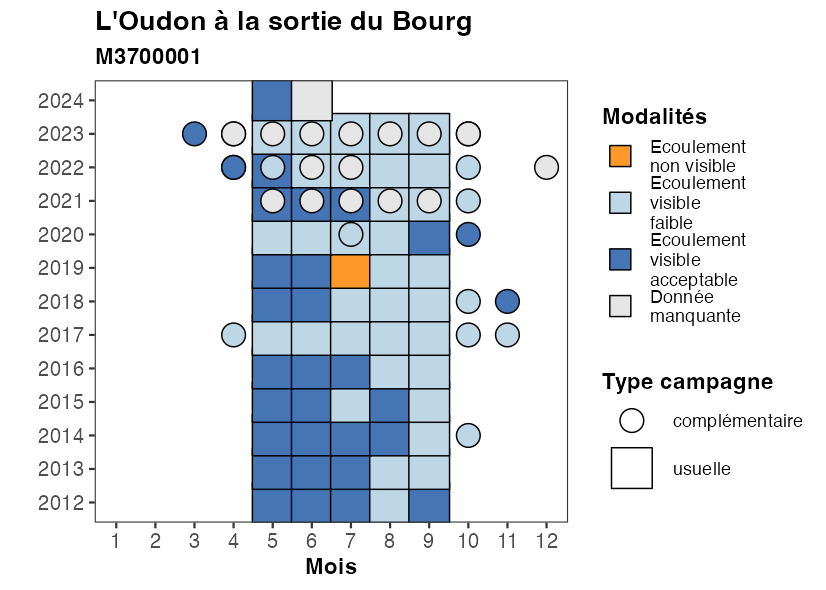 L'Oudon à la sortie du Bourg
M3700001
2024
2023
2022
2021
2020
2019
2018
2017
2016
2015
2014
2013
2012
1 2 3 4 5 6 7 8 9 10 11 12
Mois
Modalités
Ecoulement
non visible
Ecoulement
visible
faible
Ecoulement
visible
acceptable
Donnée
manquante
Type campagne
complémentaire
usuelle